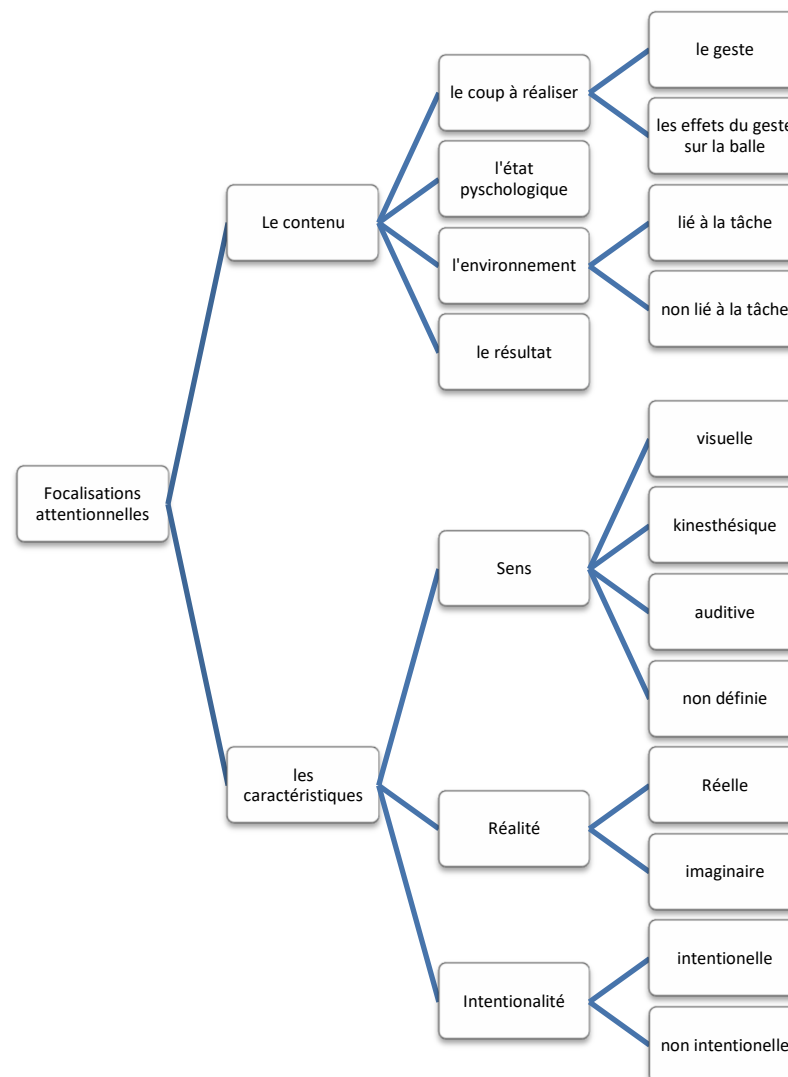 Focalisations
attentionnelles
Le contenu
le coup à réaliser
le geste
les effets du geste
sur la balle
l'état
pyschologique
l'environnement
lié à la tâche
non lié à la tâche
le résultat
les
caractéristiques
Sens
visuelle
kinesthésique
auditive
non définie
Réalité
Réelle
imaginaire
Intentionalité
intentionelle
non intentionelle